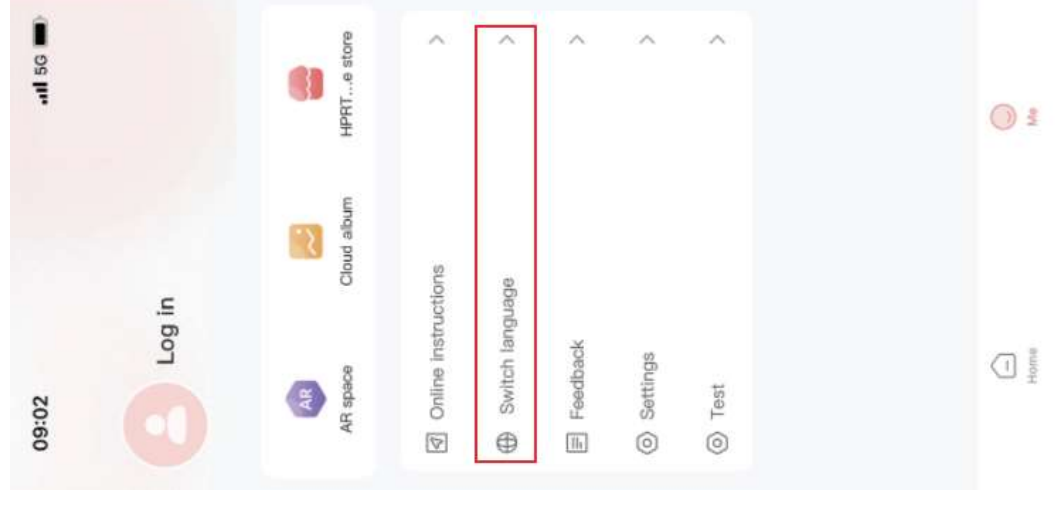 09:02 5G
Log in
AR
AR space Cloud album HPRT...e store
Online instructions
Switch language
Feedback
Settings
Test
Home Me